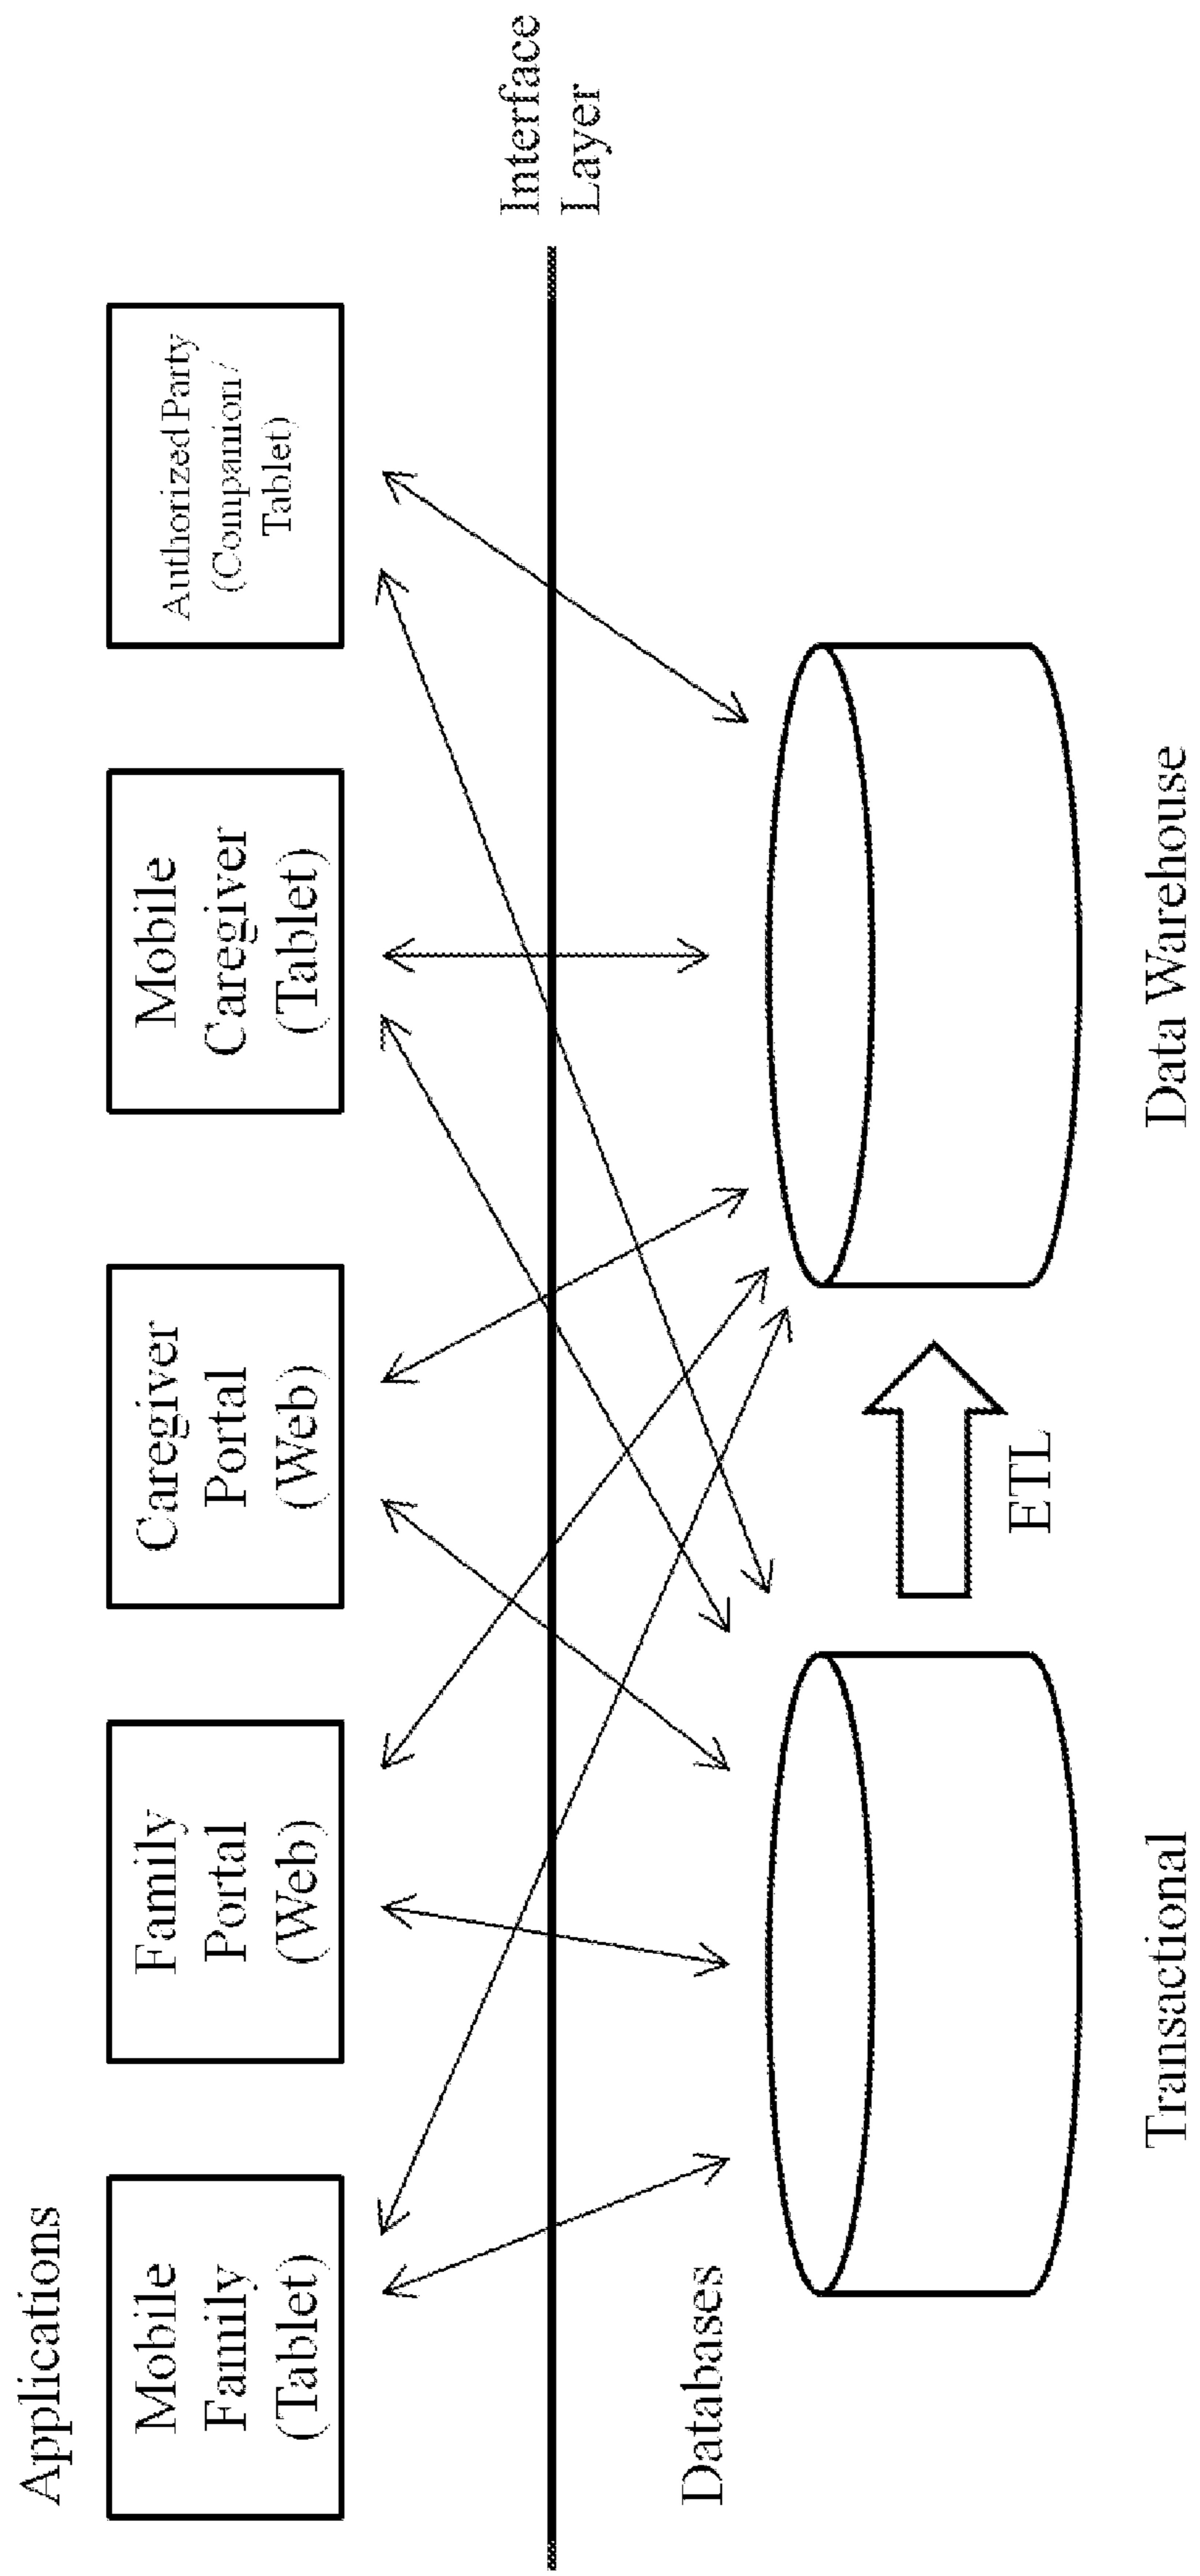 Applications
Mobile
Family
(Tablet)
Family
Portal
(Web)
Caregiver
Portal
(Web)
Mobile
Caregiver
(Tablet)
Authorized Party
(Companion/
Tablet)
Interface
Layer
Databases
ETL
Transactional
Data Warehouse